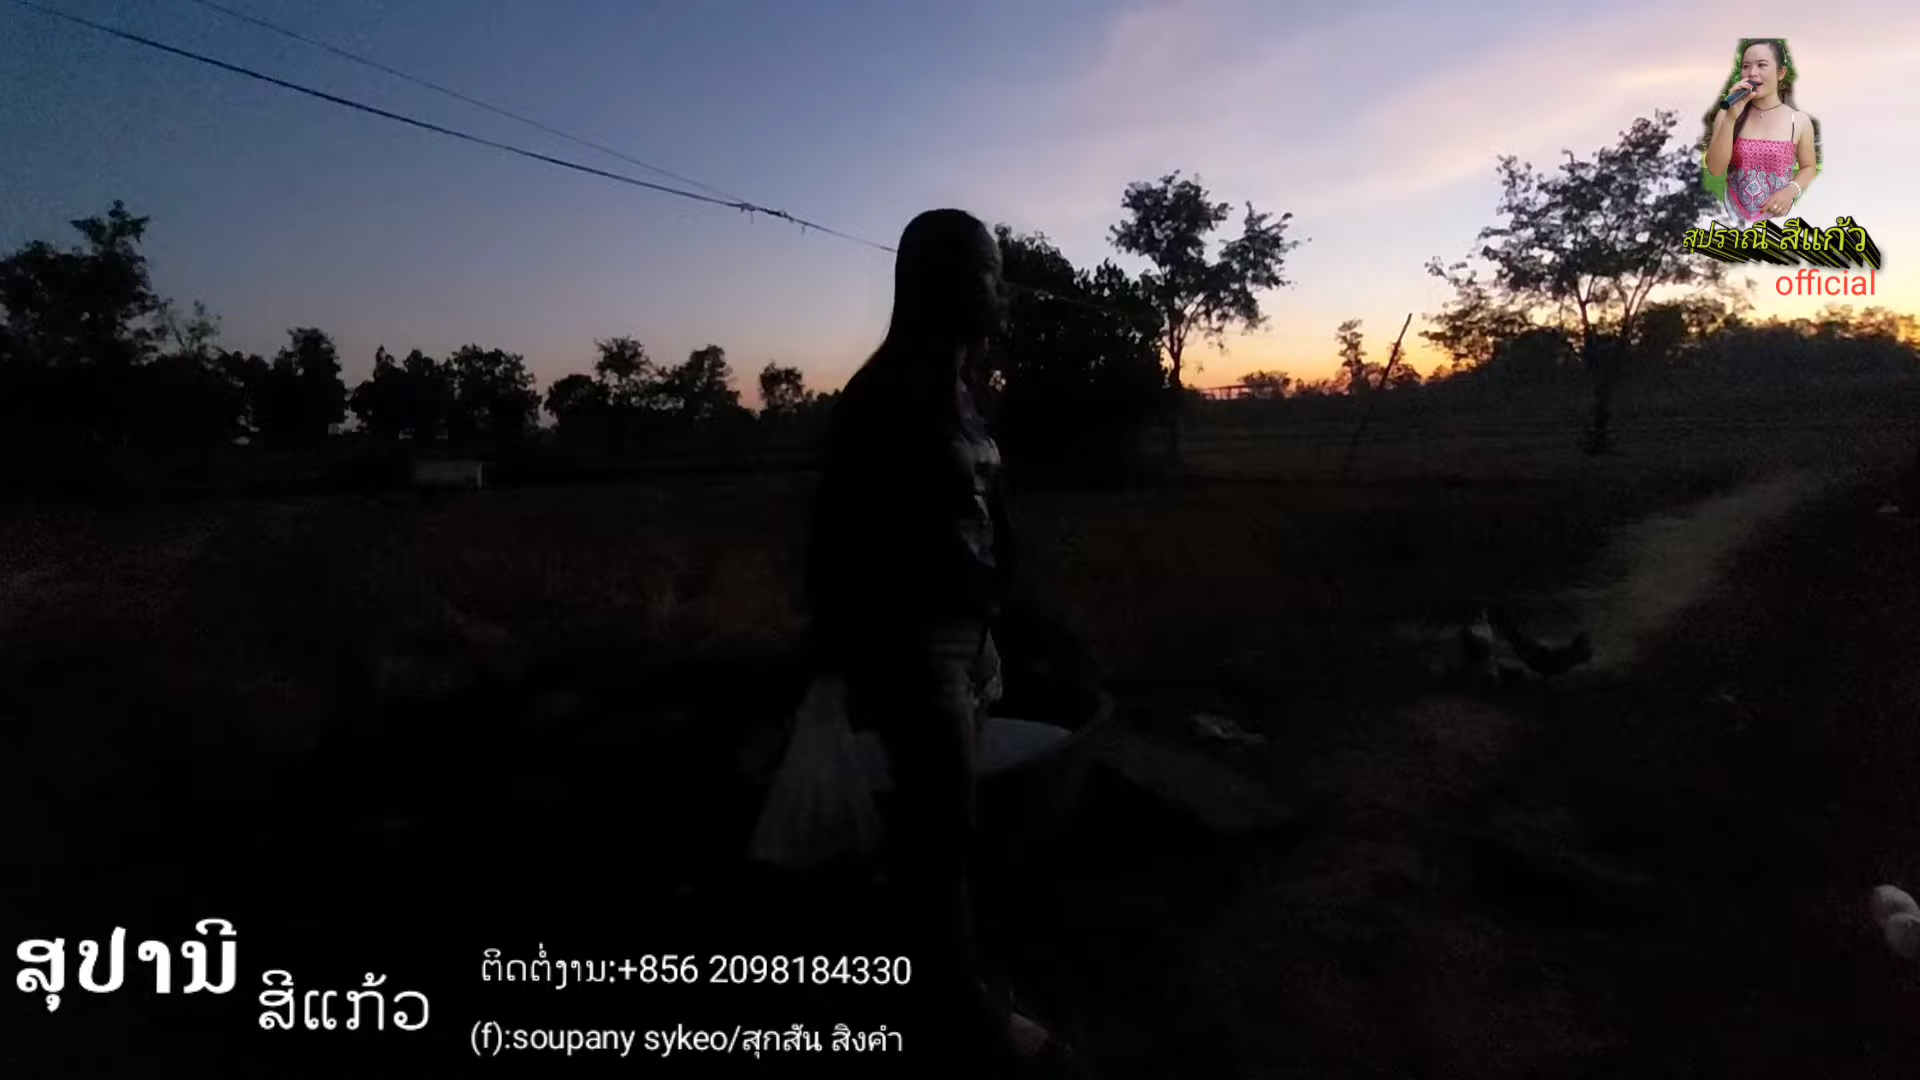 สุปราณี สีแก้ว
official
ສຸປານີ
ສີແກ້ວ
ຕິດຕໍ່ງານ:+856 2098184330
(f):soupany sykeo/สุกสัน สิงคำ